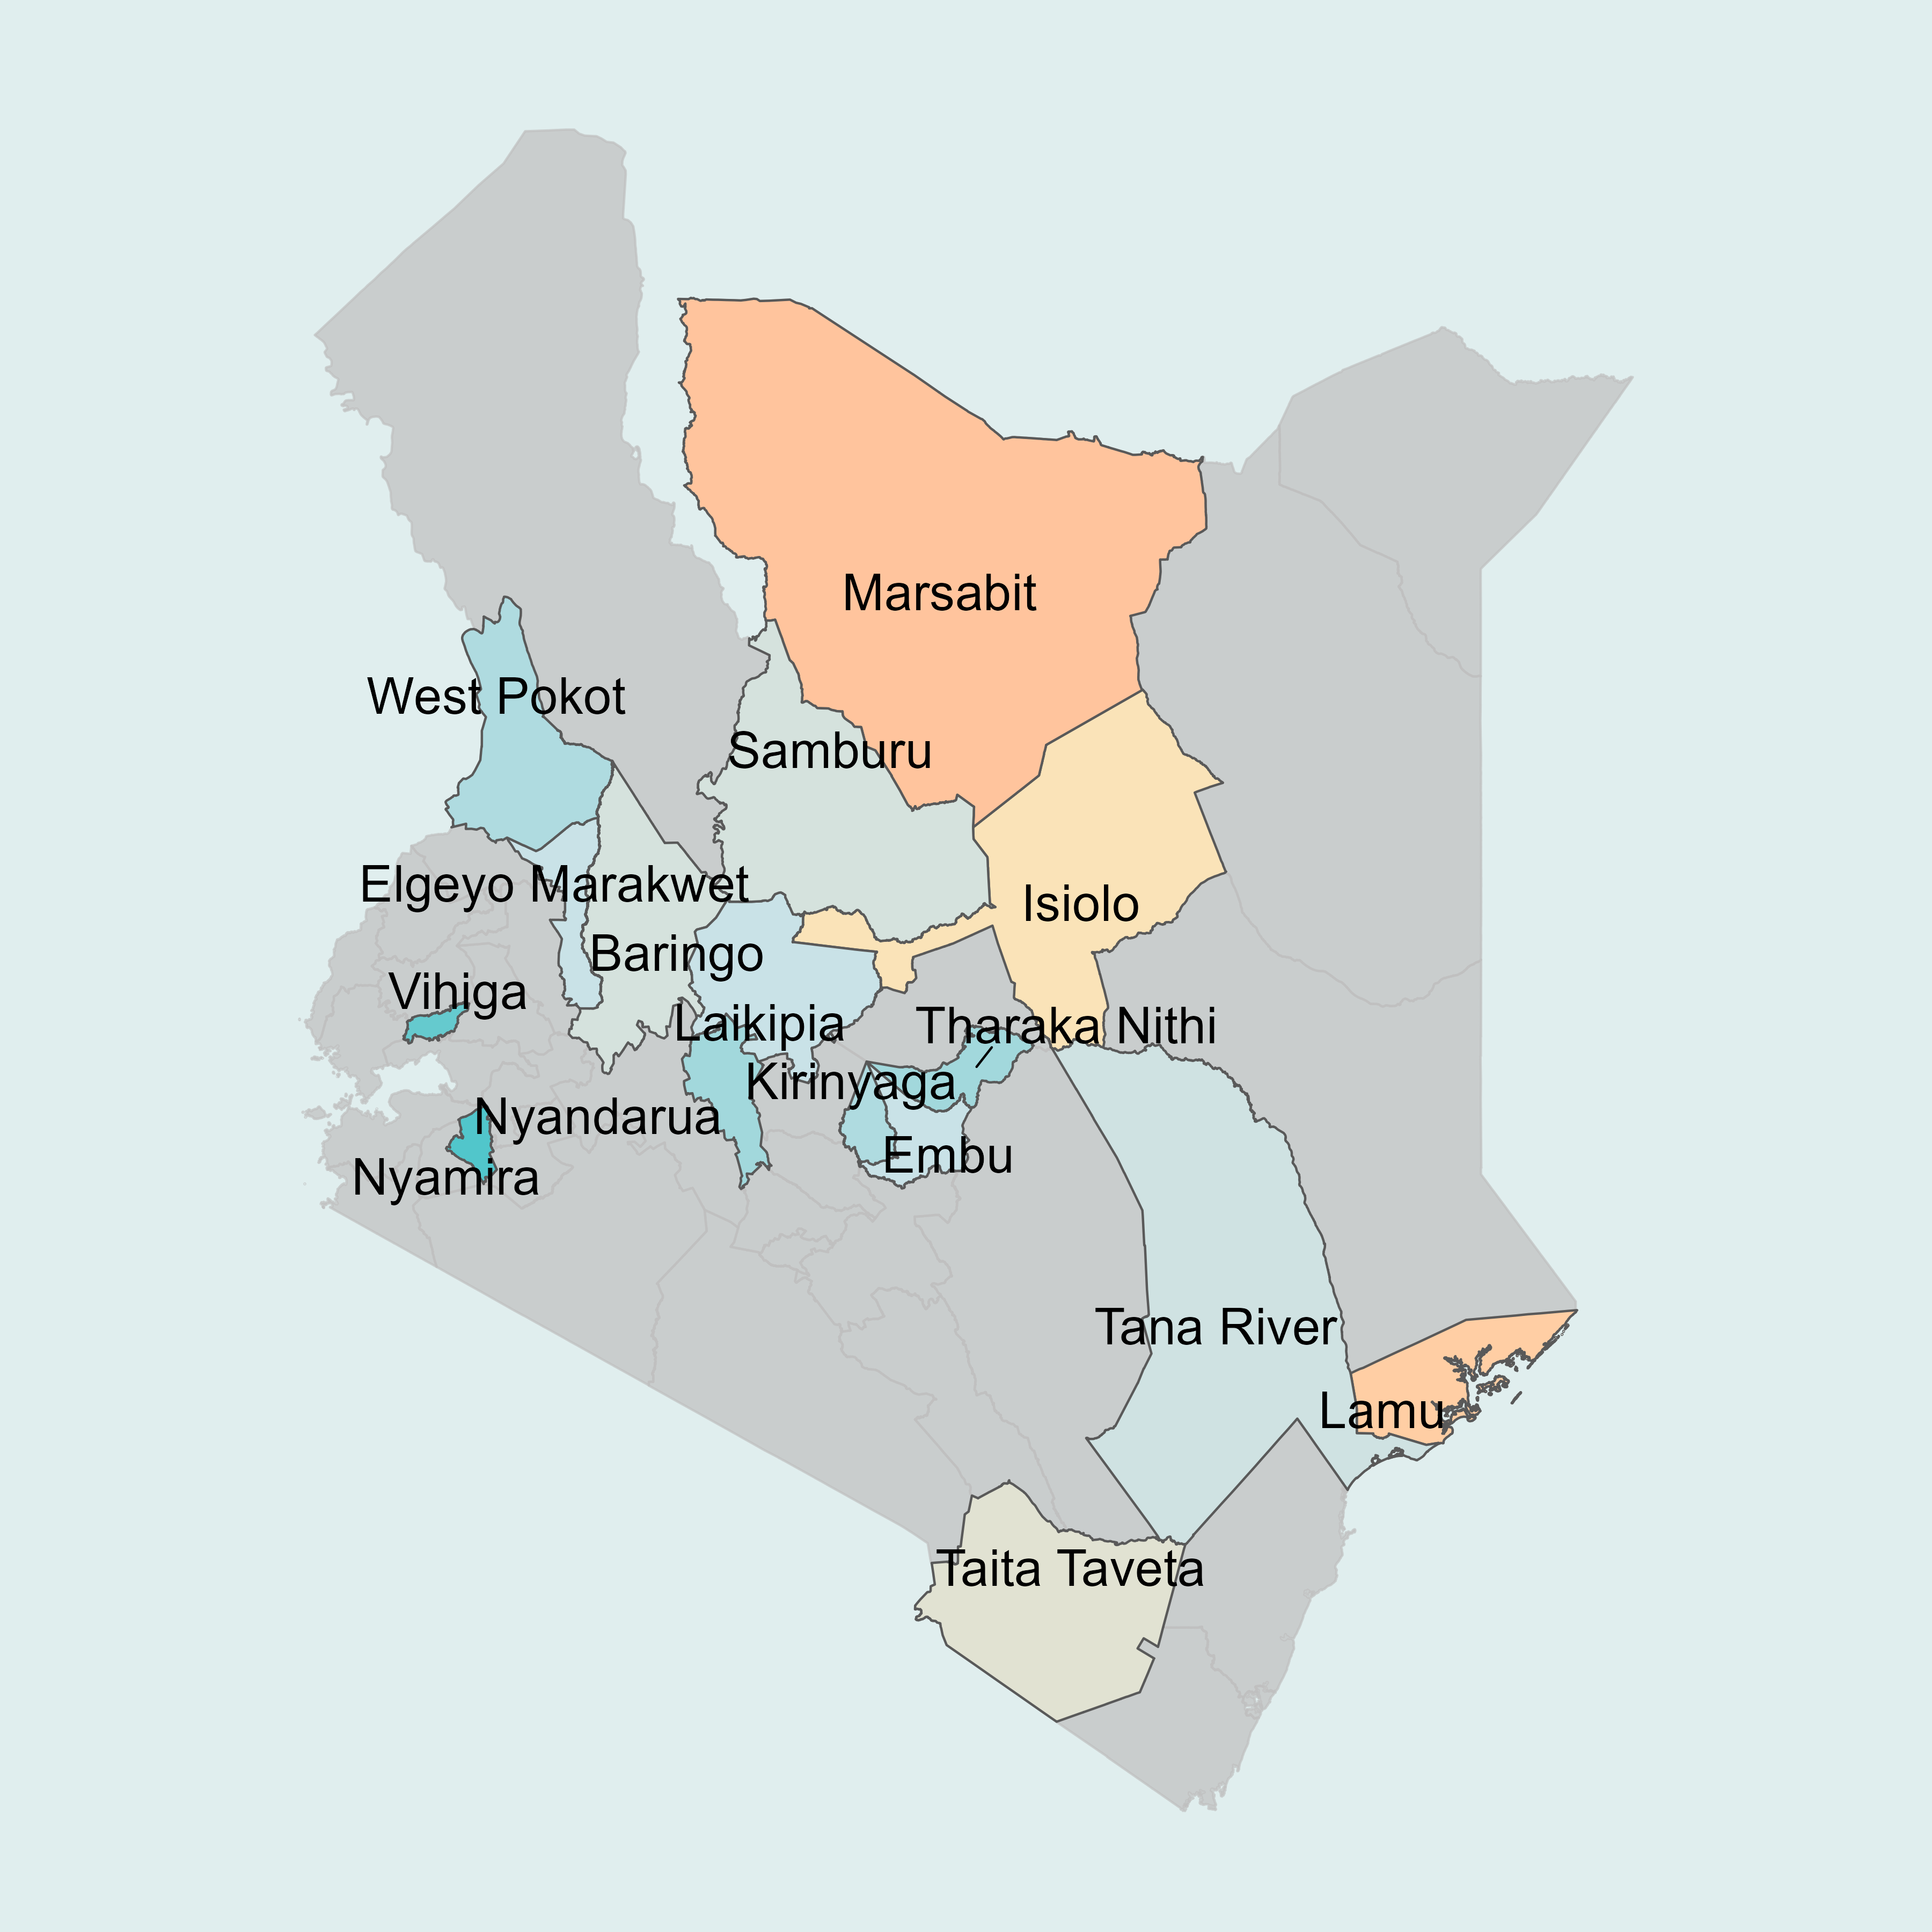 Marsabit
West Pokot
Samburu
Elgeyo Marakwet
Isiolo
Baringo
Vihiga
Laikipia
Tharaka Nithi
Kirinyaga
Nyandarua
Embu
Nyamira
Tana River
Lamu
Taita Taveta